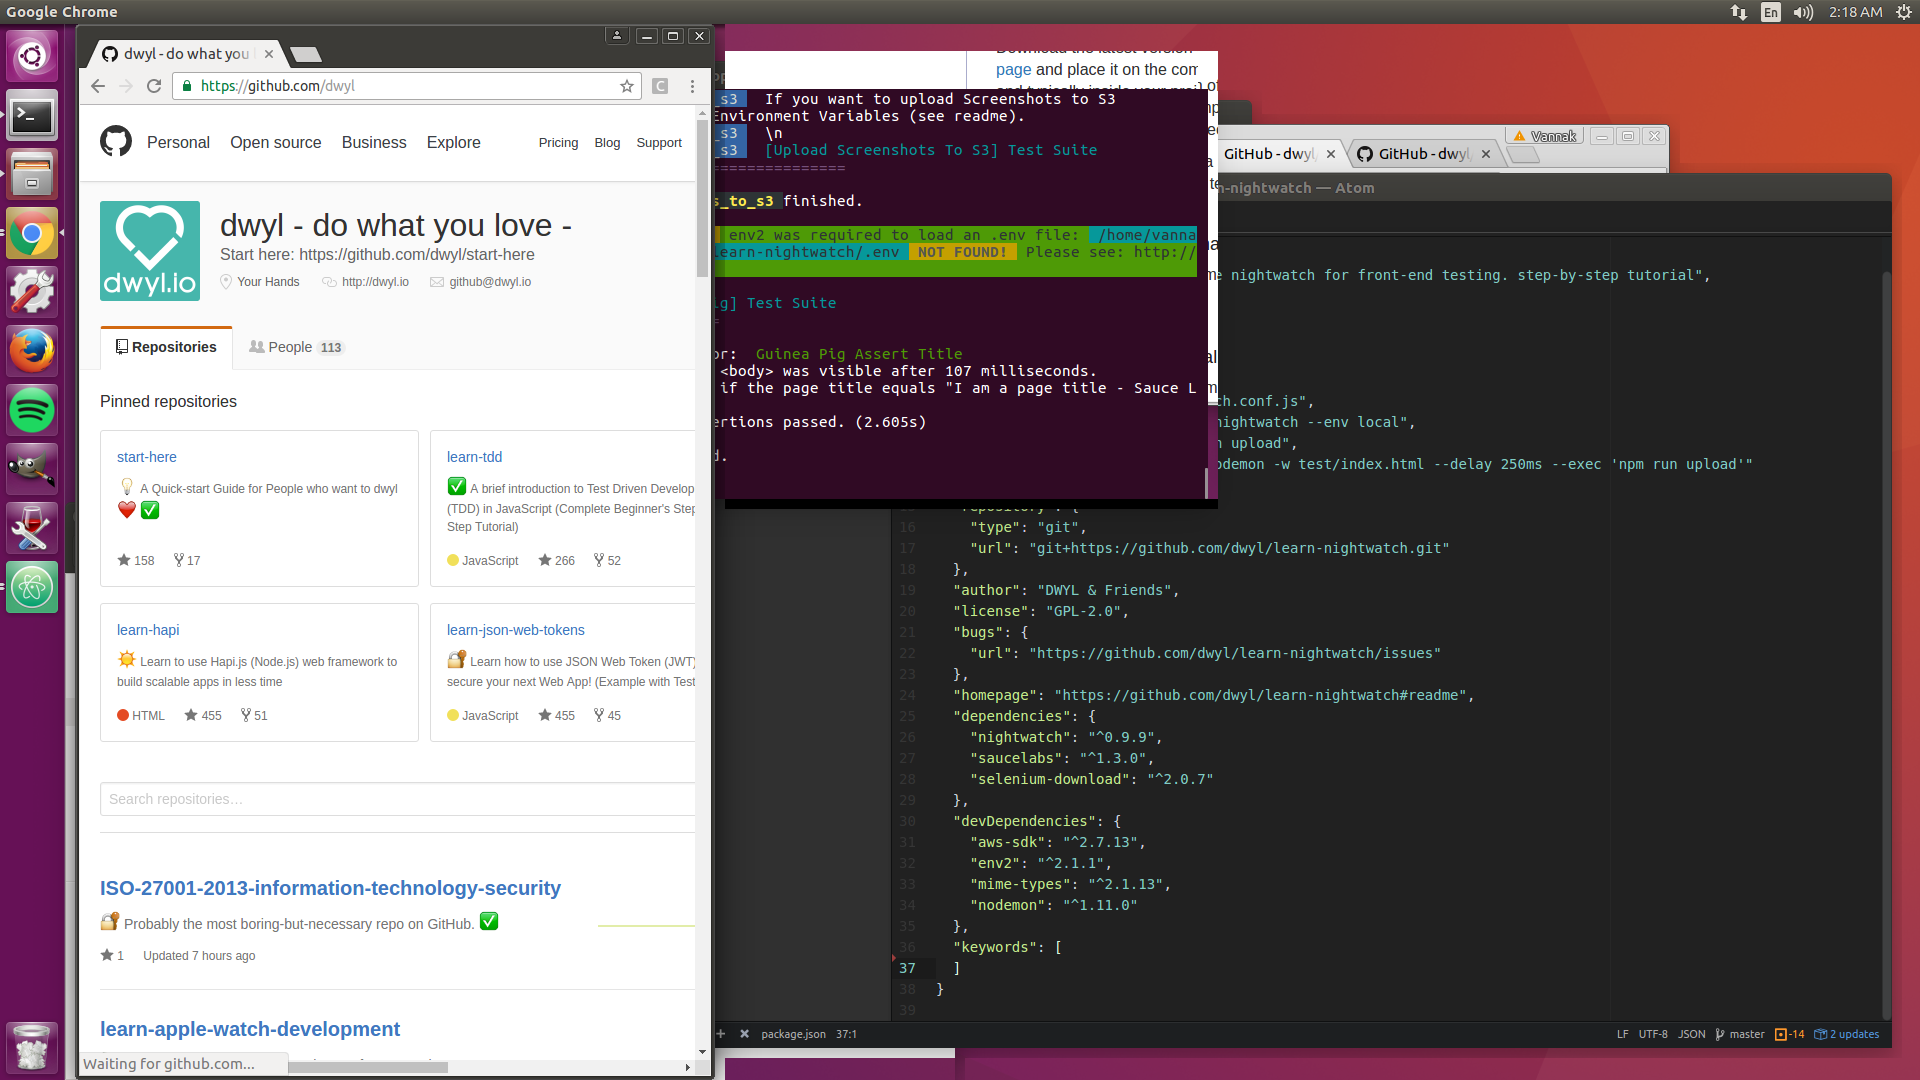 Google Chrome
En
2:18 AM
dwyl - do what you l
https://github.com/dwyl
Personal Open source Business Explore Pricing Blog Support
dwyl.io
dwyl - do what you love -
Start here: https://github.com/dwyl/start-here
Your Hands http://dwyl.io github@dwyl.io
Repositories People 113
Pinned repositories
start-here
A Quick-start Guide for People who want to dwyl
158 17
learn-tdd
A brief introduction to Test Driven Develop
(TDD) in JavaScript (Complete Beginner's Step
Step Tutorial)
JavaScript 266 52
learn-hapi
Learn to use Hapi.js (Node.js) web framework to
build scalable apps in less time
HTML 455 51
learn-json-web-tokens
Learn how to use JSON Web Token (JWT)
secure your next Web App! (Example with Test
JavaScript 455 45
Search repositories...
ISO-27001-2013-information-technology-security
Probably the most boring-but-necessary repo on GitHub.
1 Updated 7 hours ago
learn-apple-watch-development
Waiting for github.com...
Download the latest version
page and place it on the com
_s3 If you want to upload Screenshots to S3
Environment Variables (see readme).
_s3 \n
_s3 [Upload Screenshots To S3] Test Suite
===============
s_to_s3 finished.
env2 was required to load an .env file: /home/vanna
learn-nightwatch/.env NOT FOUND! Please see: http://
ig] Test Suite
=
or: Guinea Pig Assert Title
<body> was visible after 107 milliseconds.
if the page title equals "I am a page title - Sauce L
ertions passed. (2.605s)
d.
Vannak
GitHub - dwyl/ GitHub - dwyl/
n-nightwatch — Atom
e nightwatch for front-end testing. step-by-step tutorial",
ch.conf.js",
nightwatch --env local",
n upload",
odemon -w test/index.html --delay 250ms --exec 'npm run upload'"
15 "repository": {
16 "type": "git",
17 "url": "git+https://github.com/dwyl/learn-nightwatch.git"
18 },
19 "author": "DWYL & Friends",
20 "license": "GPL-2.0",
21 "bugs": {
22 "url": "https://github.com/dwyl/learn-nightwatch/issues"
23 },
24 "homepage": "https://github.com/dwyl/learn-nightwatch#readme",
25 "dependencies": {
26 "nightwatch": "^0.9.9",
27 "saucelabs": "^1.3.0",
28 "selenium-download": "^2.0.7"
29 },
30 "devDependencies": {
31 "aws-sdk": "^2.7.13",
32 "env2": "^2.1.1",
33 "mime-types": "^2.1.13",
34 "nodemon": "^1.11.0"
35 },
36 "keywords": [
37 ]
38 }
39
package.json 37:1 LF UTF-8 JSON master -14 2 updates